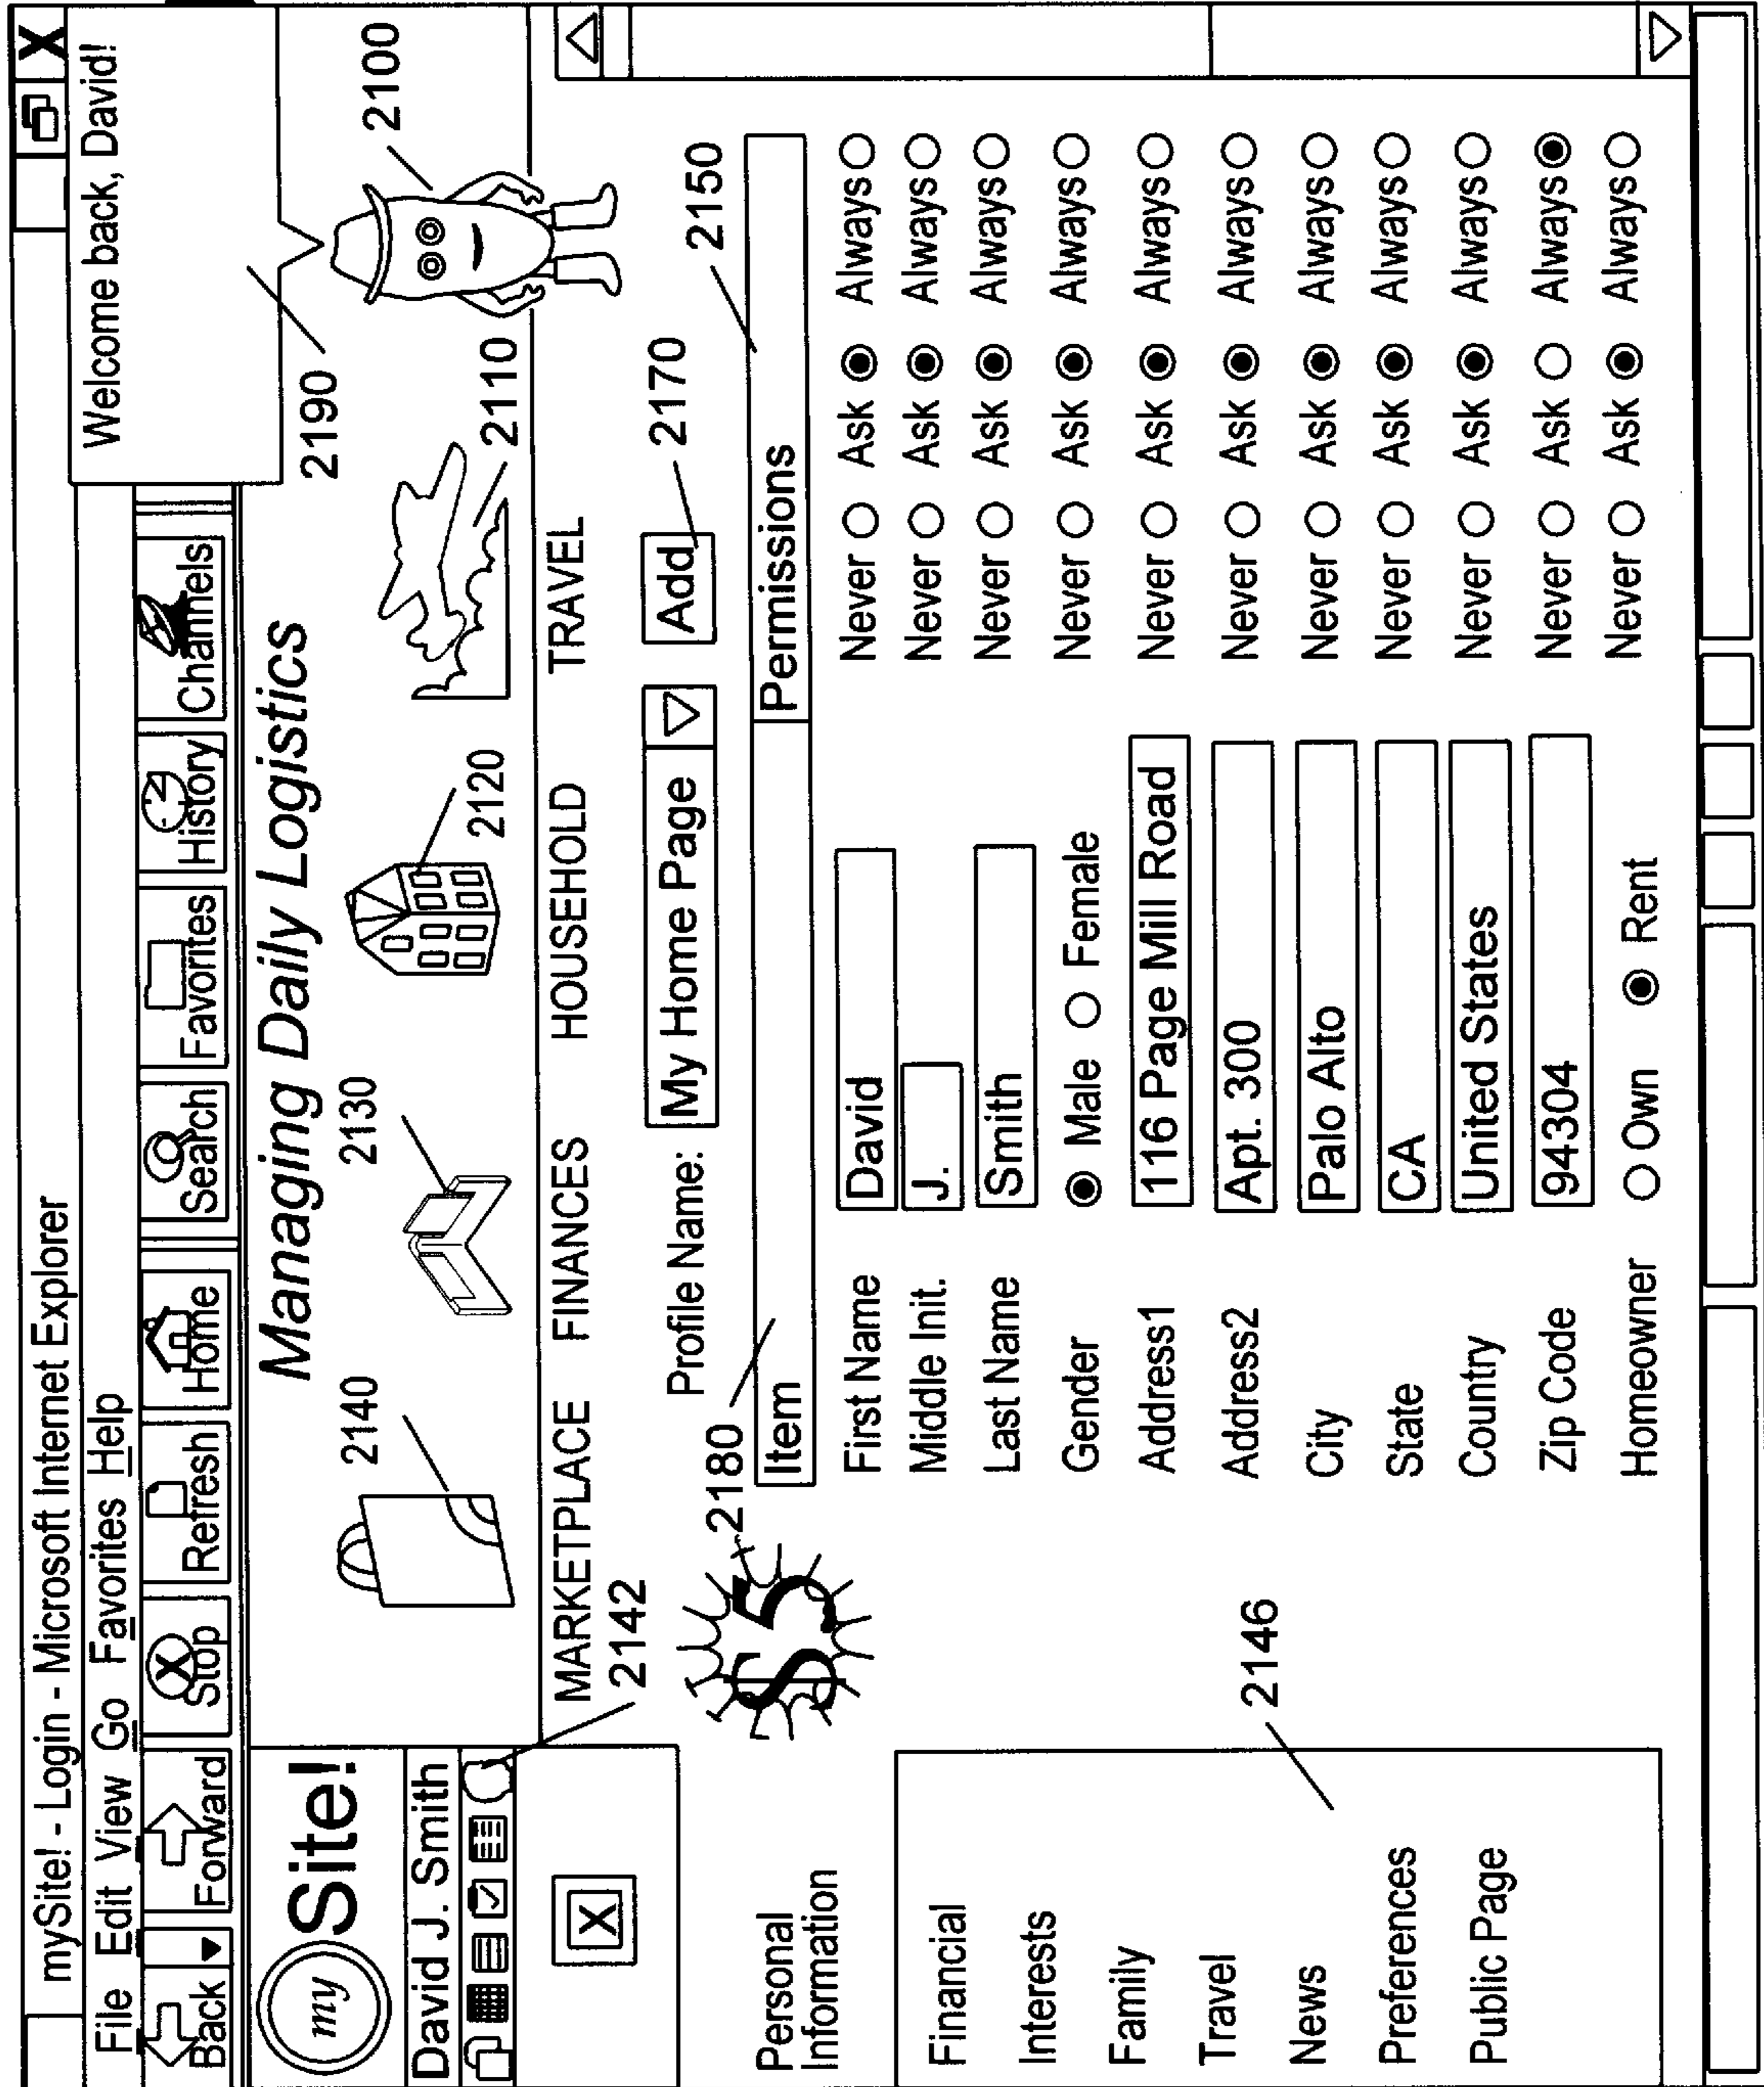 mySite! - Login - Microsoft Internet Explorer
X
File Edit View Go Favorites Help
Welcome back, David!
Back Forward Stop Refresh Home Search Favorites History Channels
my Site!
Managing Daily Logistics
2190
2100
David J. Smith
2140
2130
2120
2110
MARKETPLACE FINANCES HOUSEHOLD TRAVEL
2142
X
Profile Name: My Home Page Add 2170
2180
2150
$ 5
Item Permissions
Personal
Information
Financial
Interests
Family
Travel
News
Preferences
Public Page
2146
First Name David Never Ask Always
Middle Init. J. Never Ask Always
Last Name Smith Never Ask Always
Gender Male Female Never Ask Always
Address1 116 Page Mill Road Never Ask Always
Address2 Apt. 300 Never Ask Always
City Palo Alto Never Ask Always
State CA Never Ask Always
Country United States Never Ask Always
Zip Code 94304 Never Ask Always
Homeowner Own Rent Never Ask Always